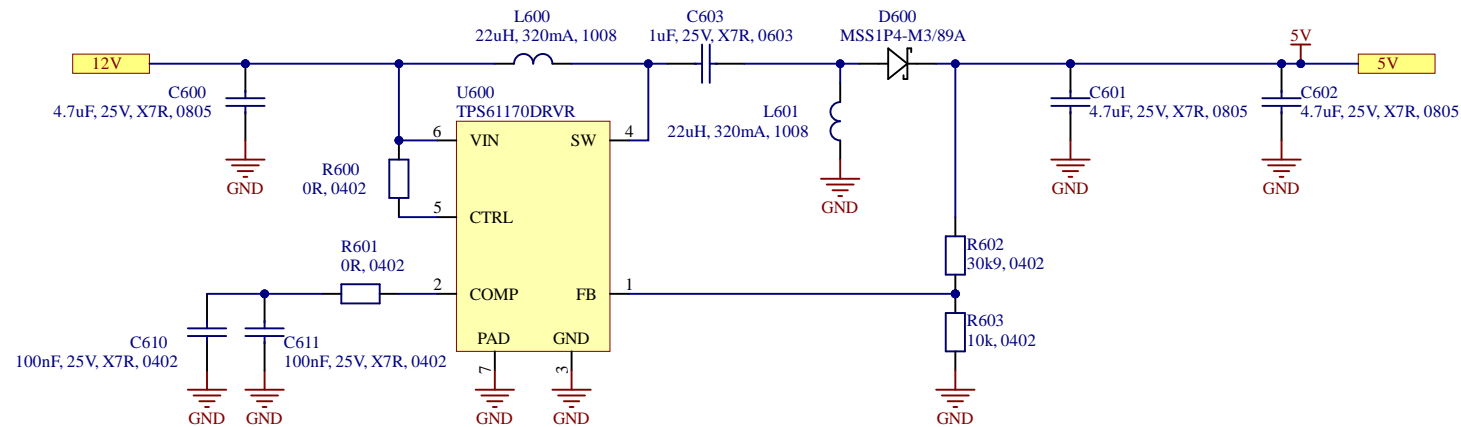 L600
22uH, 320mA, 1008
C603
1uF, 25V, X7R, 0603
D600
MSS1P4-M3/89A
5V
12V
5V
C600
4.7uF, 25V, X7R, 0805
GND
U600
TPS61170DRVR
6
VIN
SW
4
R600
0R, 0402
5
CTRL
L601
22uH, 320mA, 1008
GND
C601
4.7uF, 25V, X7R, 0805
GND
C602
4.7uF, 25V, X7R, 0805
GND
R601
0R, 0402
2
COMP
FB
1
R602
30k9, 0402
R603
10k, 0402
GND
C610
100nF, 25V, X7R, 0402
GND
C611
100nF, 25V, X7R, 0402
GND
PAD
GND
7
3
GND
GND